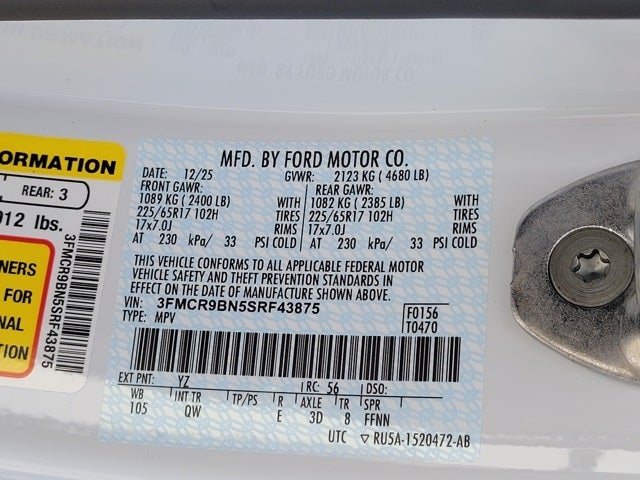 MFD. BY FORD MOTOR CO.
DATE: 12/25 GVWR: 2123 KG ( 4680 LB)
FRONT GAWR: REAR GAWR:
1089 KG ( 2400 LB) WITH 1082 KG ( 2385 LB) WITH
225/65R17 102H TIRES 225/65R17 102H TIRES
17x7.0J RIMS 17x7.0J RIMS
AT 230 kPa/ 33 PSI COLD AT 230 kPa/ 33 PSI COLD
THIS VEHICLE CONFORMS TO ALL APPLICABLE FEDERAL MOTOR
VEHICLE SAFETY AND THEFT PREVENTION STANDARDS IN
EFFECT ON THE DATE OF MANUFACTURE SHOWN ABOVE.
VIN: 3FMCR9BN5SRF43875 F0156
TYPE: MPV T0470
EXT PNT: YZ RC: 56 DSO:
WB INT TR TP/PS R AXLE TR SPR
105 QW E 3D 8 FFNN
UTC ▽ RU5A-1520472-AB
ORMATION
REAR: 3
912 lbs.
NERS
FOR
NAL
3FMCR9BN5SRF43875